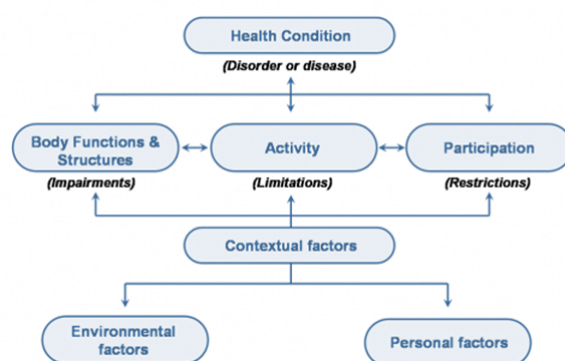 Health Condition
(Disorder or disease)
Body Functions &
Structures
(Impairments)
Activity
(Limitations)
Participation
(Restrictions)
Contextual factors
Environmental
factors
Personal factors